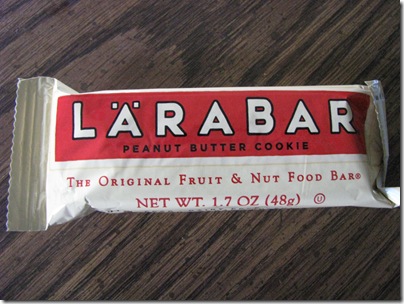 LÄRABAR
PEANUT BUTTER COOKIE
THE ORIGINAL FRUIT & NUT FOOD BAR®
NET WT. 1.7 OZ (48g) Ⓤ